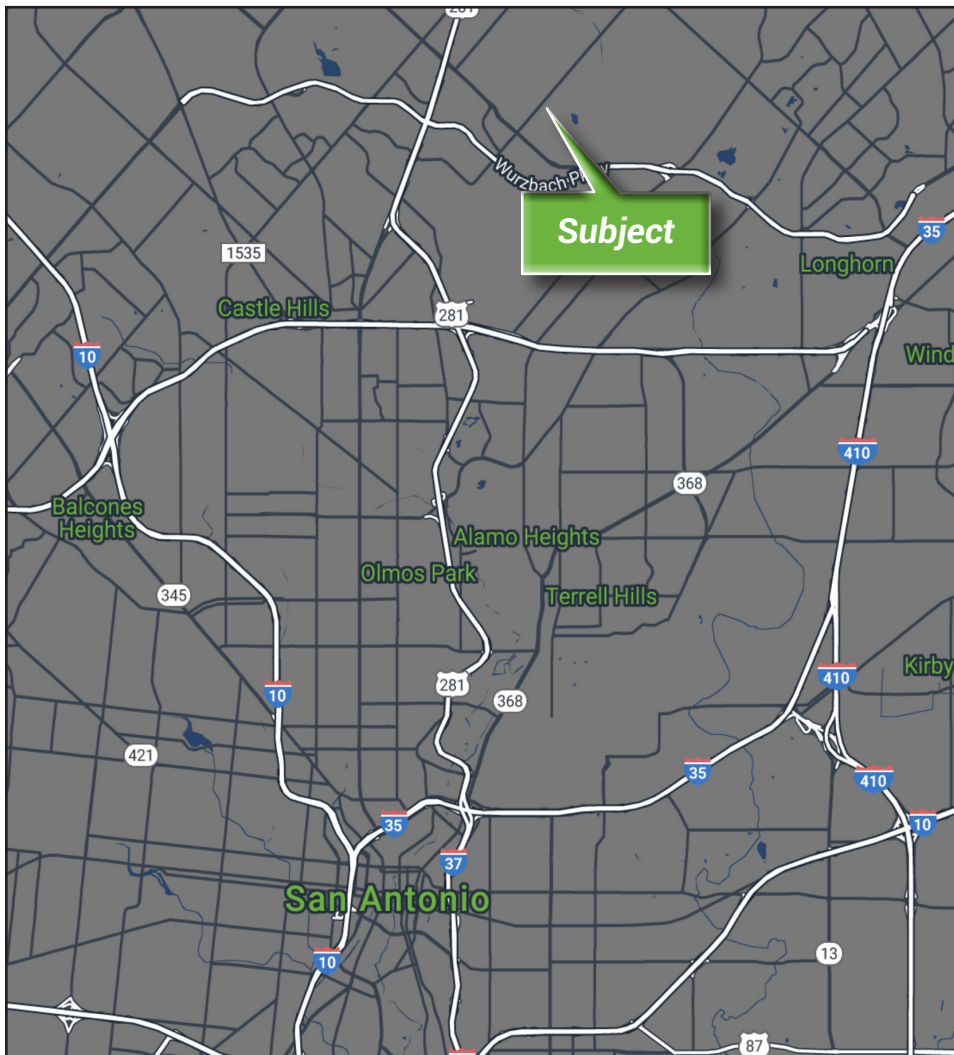 281
Wurzbach Pkwy
Subject
35
1535
Longhorn
Castle Hills
281
10
Wind
410
368
Balcones
Heights
Alamo Heights
Olmos Park
345
Terrell Hills
Kirby
410
281
10
368
421
35
410
35
10
37
San Antonio
13
10
87